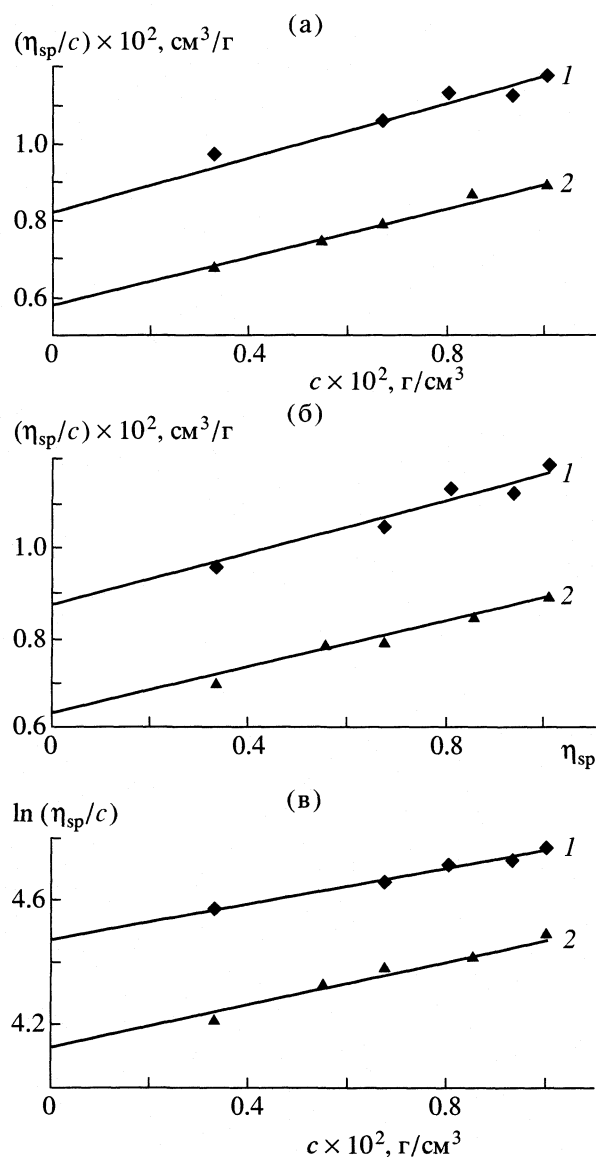 (а)
(η_sp/c) × 10², см³/г
1
1.0
2
0.8
0.6
0 0.4 0.8
c × 10², г/см³
(б)
(η_sp/c) × 10², см³/г
1
1.0
2
0.8
0.6
0 0.4 0.8 η_sp
(в)
ln (η_sp/c)
1
4.6
2
4.2
0 0.4 0.8
c × 10², г/см³